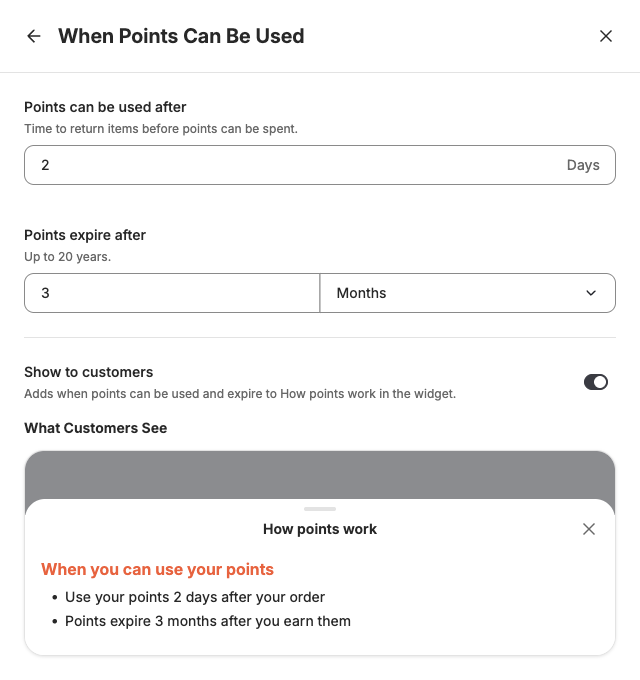 When Points Can Be Used
Points can be used after
Time to return items before points can be spent.
2 Days
Points expire after
Up to 20 years.
3 Months
Show to customers
Adds when points can be used and expire to How points work in the widget.
What Customers See
How points work
When you can use your points
• Use your points 2 days after your order
• Points expire 3 months after you earn them